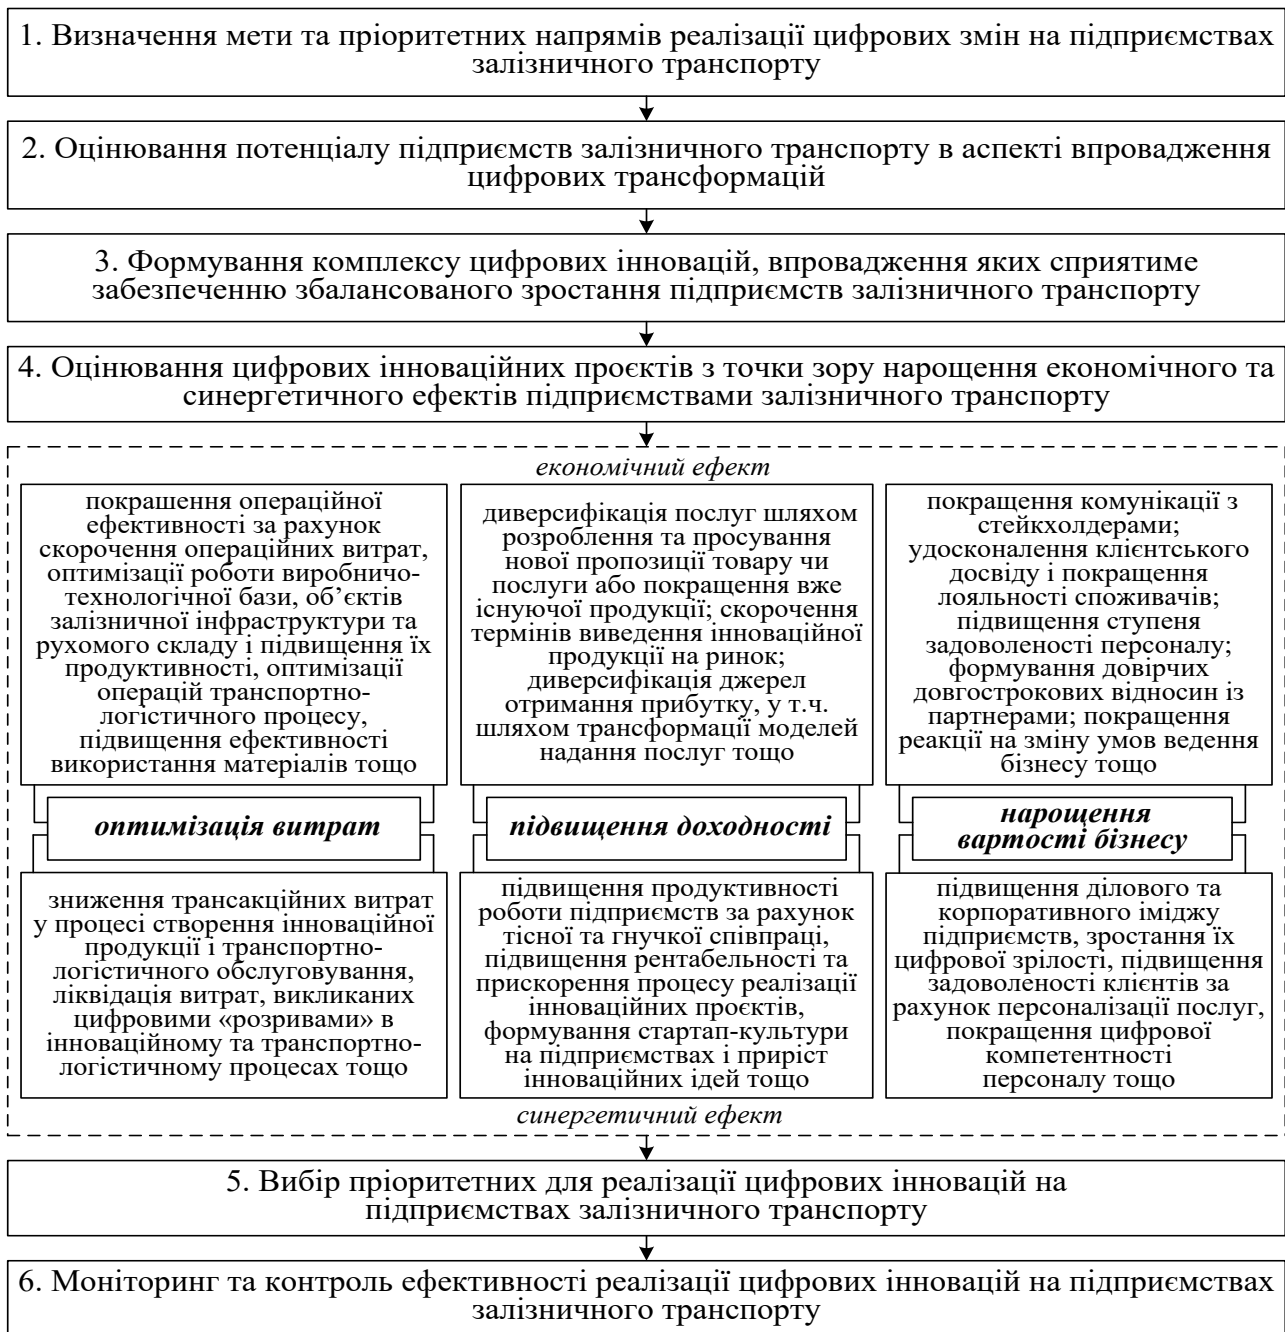 1. Визначення мети та пріоритетних напрямів реалізації цифрових змін на підприємствах
залізничного транспорту
2. Оцінювання потенціалу підприємств залізничного транспорту в аспекті впровадження
цифрових трансформацій
3. Формування комплексу цифрових інновацій, впровадження яких сприятиме
забезпеченню збалансованого зростання підприємств залізничного транспорту
4. Оцінювання цифрових інноваційних проєктів з точки зору нарощення економічного та
синергетичного ефектів підприємствами залізничного транспорту
економічний ефект
покрашення операційної
ефективності за рахунок
скорочення операційних витрат,
оптимізації роботи виробничо-
технологічної бази, об’єктів
залізничної інфраструктури та
рухомого складу і підвищення їх
продуктивності, оптимізації
операцій транспортно-
логістичного процесу,
підвищення ефективності
використання матеріалів тощо
диверсифікація послуг шляхом
розроблення та просування
нової пропозиції товару чи
послуги або покращення вже
існуючої продукції; скорочення
термінів виведення інноваційної
продукції на ринок;
диверсифікація джерел
отримання прибутку, у т.ч.
шляхом трансформації моделей
надання послуг тощо
покращення комунікації з
стейкхолдерами;
удосконалення клієнтського
досвіду і покращення
лояльності споживачів;
підвищення ступеня
задоволеності персоналу;
формування довірчих
довгострокових відносин із
партнерами; покращення
реакції на зміну умов ведення
бізнесу тощо
оптимізація витрат
підвищення доходності
нарощення
вартості бізнесу
зниження трансакційних витрат
у процесі створення інноваційної
продукції і транспортно-
логістичного обслуговування,
ліквідація витрат, викликаних
цифровими «розривами» в
інноваційному та транспортно-
логістичному процесах тощо
підвищення продуктивності
роботи підприємств за рахунок
тісної та гнучкої співпраці,
підвищення рентабельності та
прискорення процесу реалізації
інноваційних проєктів,
формування стартап-культури
на підприємствах і приріст
інноваційних ідей тощо
підвищення ділового та
корпоративного іміджу
підприємств, зростання їх
цифрової зрілості, підвищення
задоволеності клієнтів за
рахунок персоналізації послуг,
покращення цифрової
компетентності
персоналу тощо
синергетичний ефект
5. Вибір пріоритетних для реалізації цифрових інновацій на
підприємствах залізничного транспорту
6. Моніторинг та контроль ефективності реалізації цифрових інновацій на підприємствах
залізничного транспорту